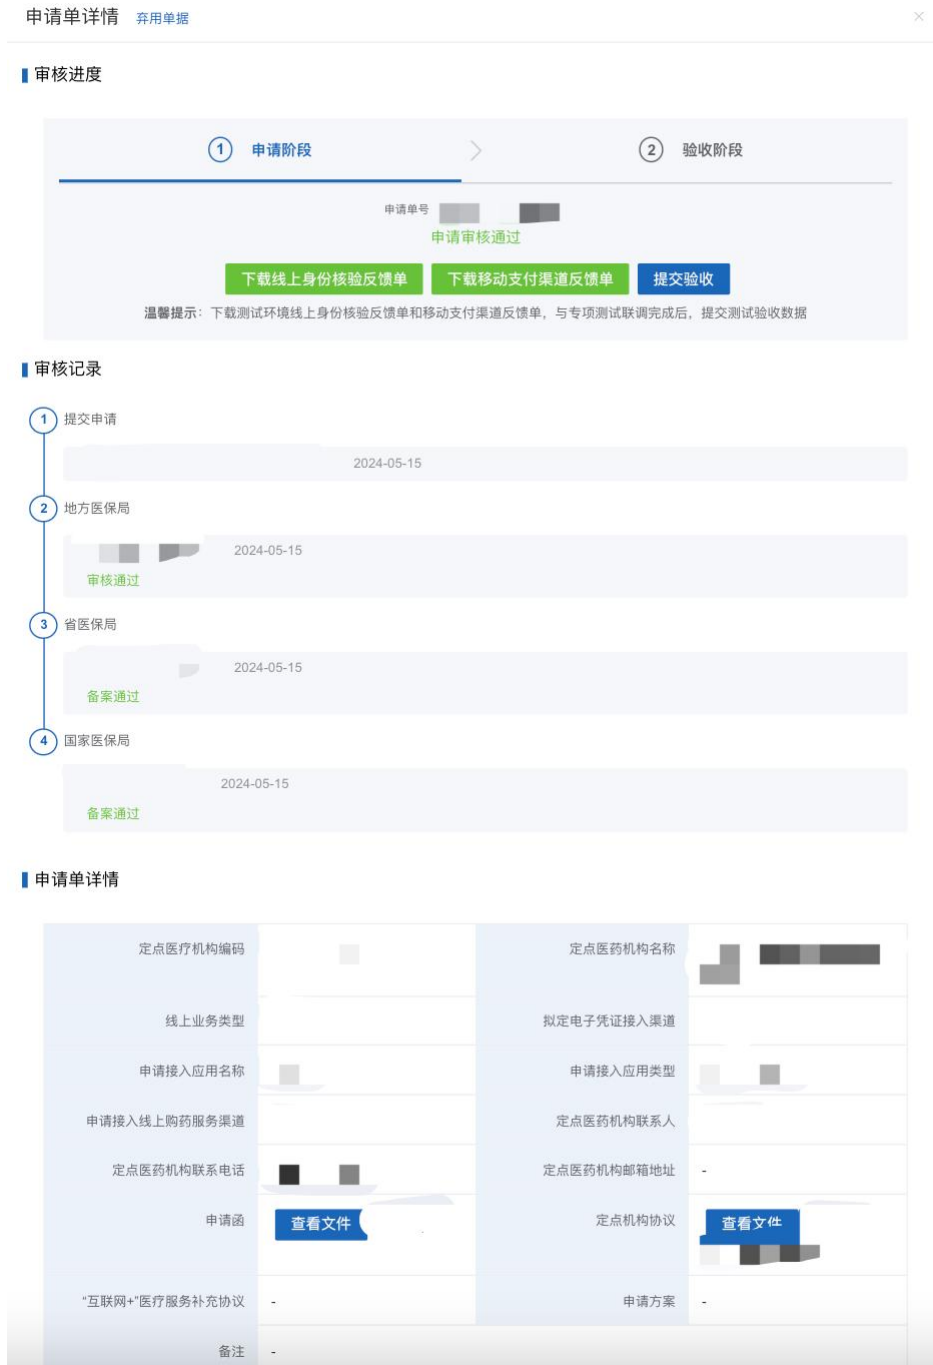 申请单详情 弃用单据
审核进度
1 申请阶段 2 验收阶段
申请单号
申请审核通过
下载线上身份核验反馈单 下载移动支付渠道反馈单 提交验收
温馨提示：下载测试环境线上身份核验反馈单和移动支付渠道反馈单，与专项测试联调完成后，提交测试验收数据
审核记录
1 提交申请
2024-05-15
2 地方医保局
2024-05-15
审核通过
3 省医保局
2024-05-15
备案通过
4 国家医保局
2024-05-15
备案通过
申请单详情
定点医疗机构编码 定点医药机构名称
线上业务类型 拟定电子凭证接入渠道
申请接入应用名称 申请接入应用类型
申请接入线上购药服务渠道 定点医药机构联系人
定点医药机构联系电话 定点医药机构邮箱地址 -
申请函 查看文件 定点机构协议 查看文件
“互联网+”医疗服务补充协议 - 申请方案 -
备注 -